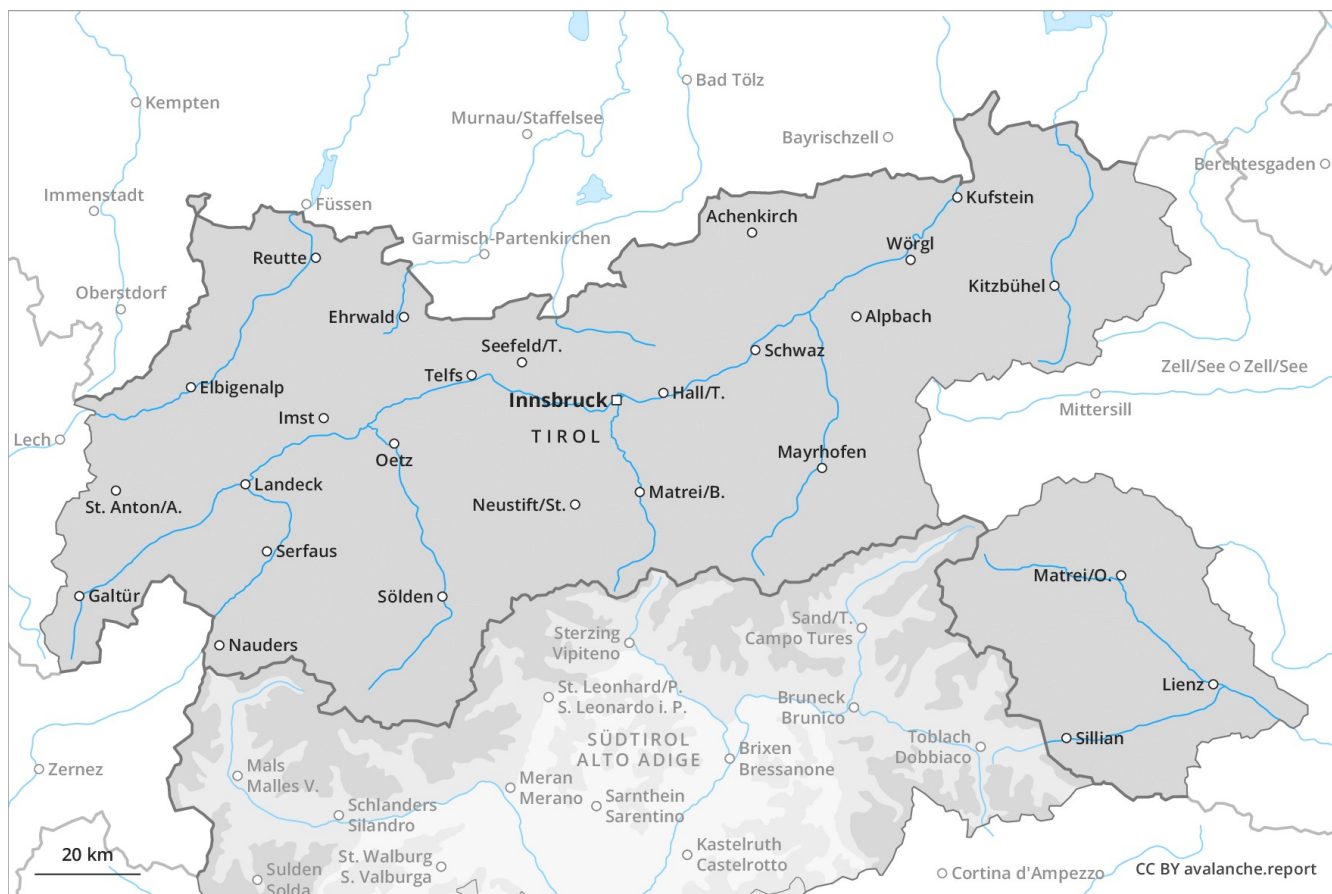 Kempten
Bad Tölz
Murnau/Staffelsee
Bayrischzell
Berchtesgaden
Immenstadt
Füssen
Kufstein
Achenkirch
Garmisch-Partenkirchen
Wörgl
Reutte
Kitzbühel
Oberstdorf
Ehrwald
Alpbach
Seefeld/T.
Schwaz
Telfs
Zell/See
Zell/See
Elbigenalp
Hall/T.
Innsbruck
Mittersill
Imst
TIROL
Lech
Oetz
Mayrhofen
Landeck
Matrei/B.
St. Anton/A.
Neustift/St.
Serfaus
Matrei/O.
Galtür
Sölden
Sand/T.
Campo Tures
Sterzing
Vipiteno
Nauders
Lienz
St. Leonhard/P.
S. Leonardo i. P.
Bruneck
Brunico
SÜDTIROL
ALTO ADIGE
Toblach
Dobbiaco
Sillian
Brixen
Bressanone
Zernez
Mals
Malles V.
Meran
Merano
Sarnthein
Sarentino
Schlanders
Silandro
Kastelruth
Castelrotto
20 km
St. Walburg
S. Valburga
Sulden
Solda
Cortina d'Ampezzo
CC BY avalanche.report